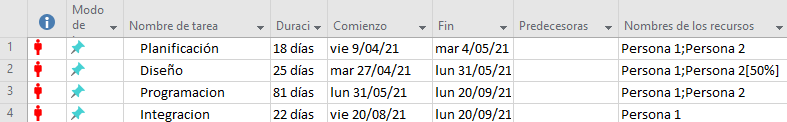 Modo de Nombre de tarea Duraci Comienzo Fin Predecesoras Nombres de los recursos
1 Planificación 18 días vie 9/04/21 mar 4/05/21 Persona 1;Persona 2
2 Diseño 25 días mar 27/04/21 lun 31/05/21 Persona 1;Persona 2[50%]
3 Programacion 81 días lun 31/05/21 lun 20/09/21 Persona 1;Persona 2
4 Integracion 22 días vie 20/08/21 lun 20/09/21 Persona 1